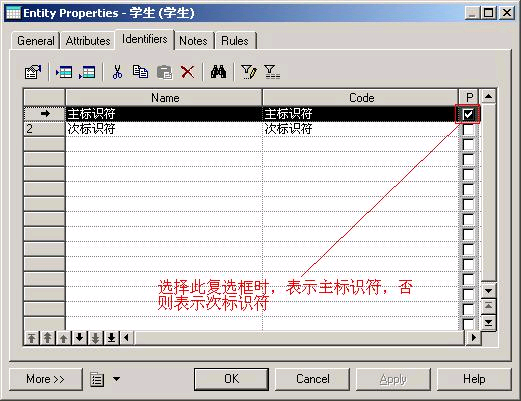 Entity Properties - 学生 (学生)
General Attributes Identifiers Notes Rules
Name Code P
主标识符 主标识符
2 次标识符 次标识符
选择此复选框时，表示主标识符，否
则表示次标识符
More >> OK Cancel Apply Help